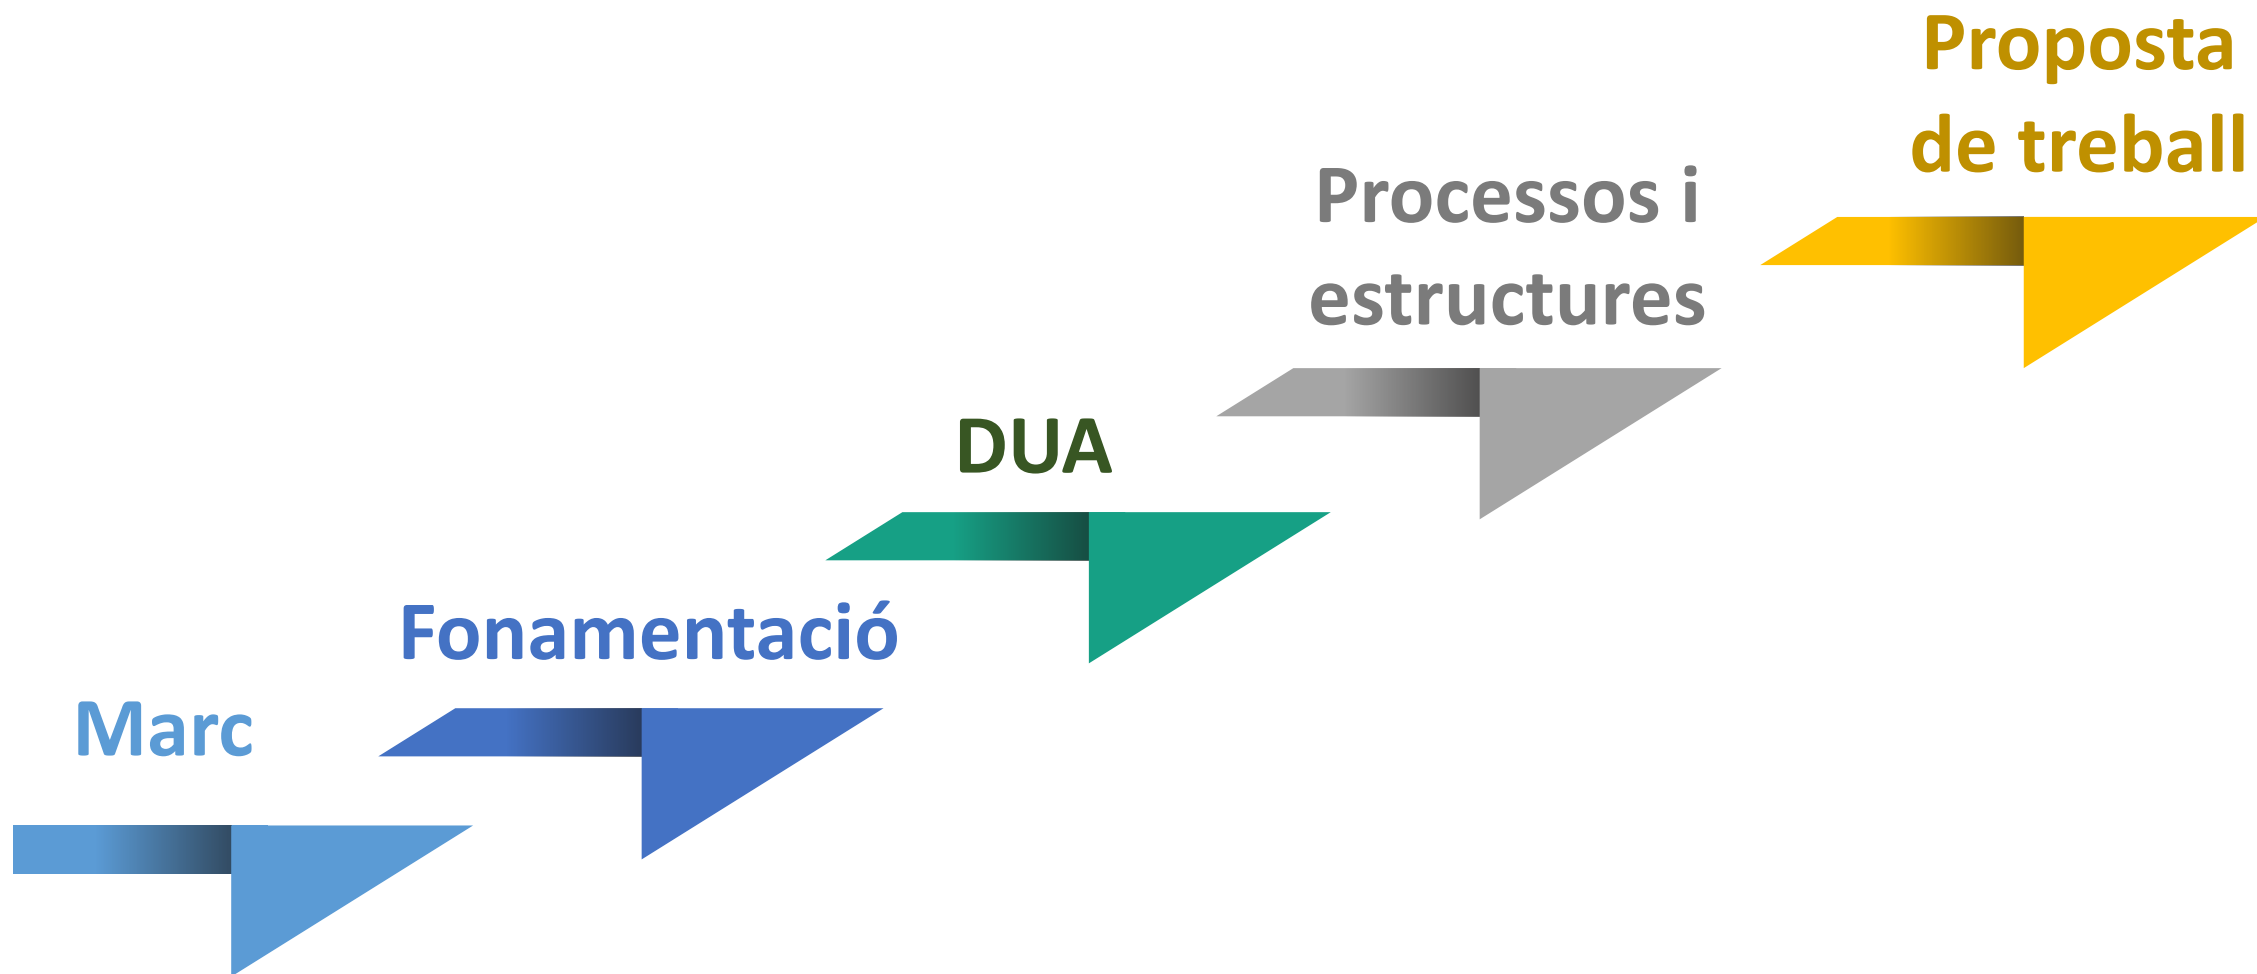 Marc
Fonamentació
DUA
Processos i
estructures
Proposta
de treball